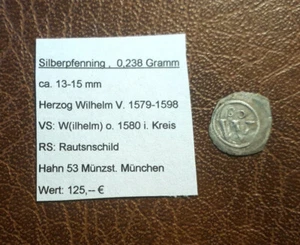 Silberpfenning , 0,238 Gramm
ca. 13-15 mm
Herzog Wilhelm V. 1579-1598
VS: W(ilhelm) o. 1580 i. Kreis
RS: Rautsnschild
Hahn 53 Münzst. München
Wert: 125,-- €